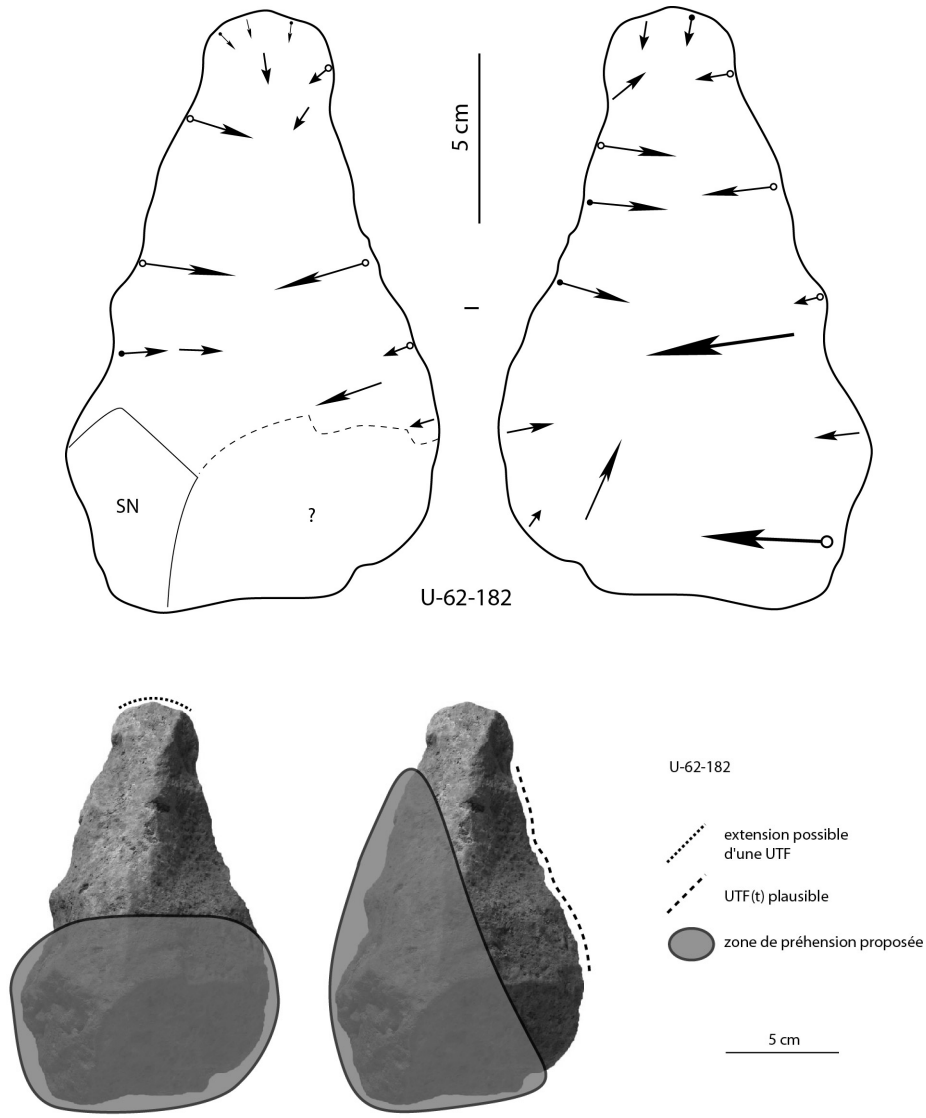 5 cm
SN
?
U-62-182
U-62-182
extension possible
d'une UTF
UTF(t) plausible
zone de préhension proposée
5 cm